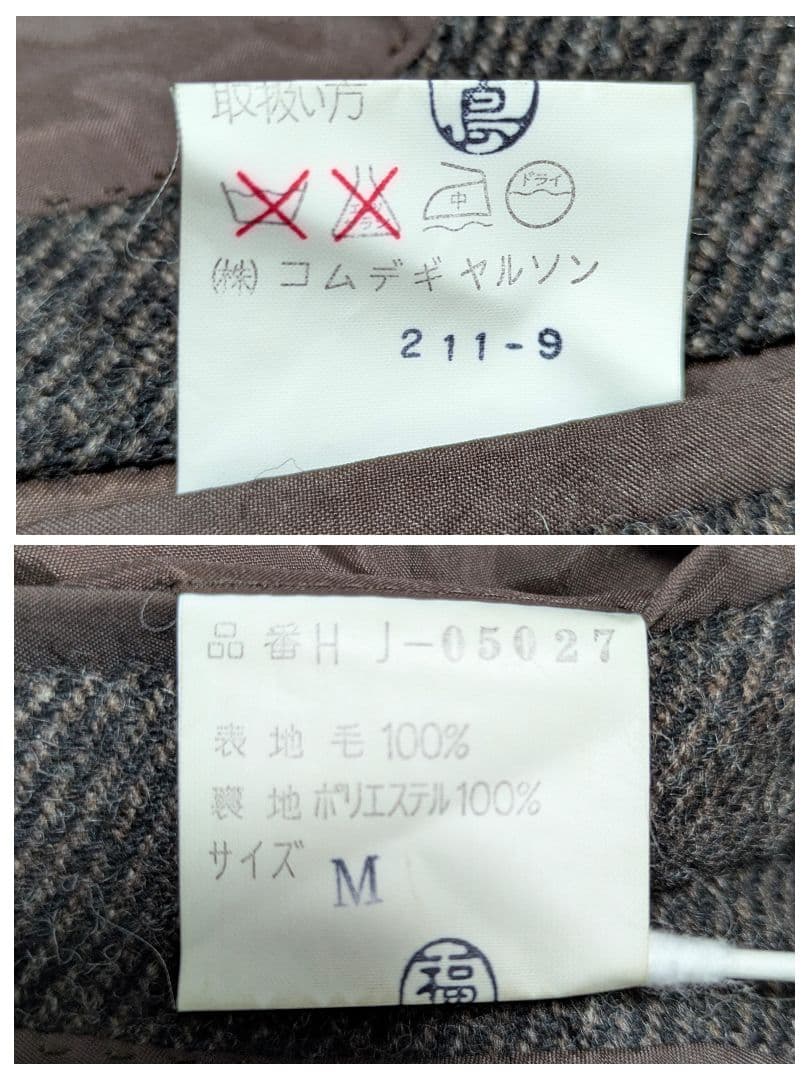 取扱い方
島
中
ドライ
(株)コムデギヤルソン
211-9
品番HJ-05027
表地 毛100%
裏地 ポリエステル100%
サイズ M
福